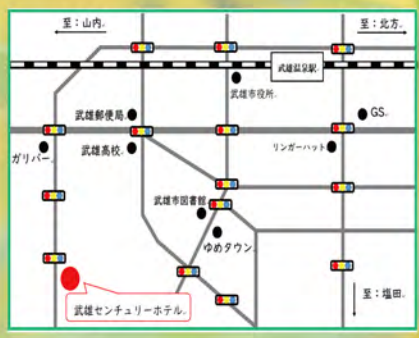 至：山内
至：北方
武雄温泉駅
武雄市役所
武雄郵便局
GS
ガリバー
武雄高校
リンガーハット
武雄市図書館
ゆめタウン
武雄センチュリーホテル
至：塩田